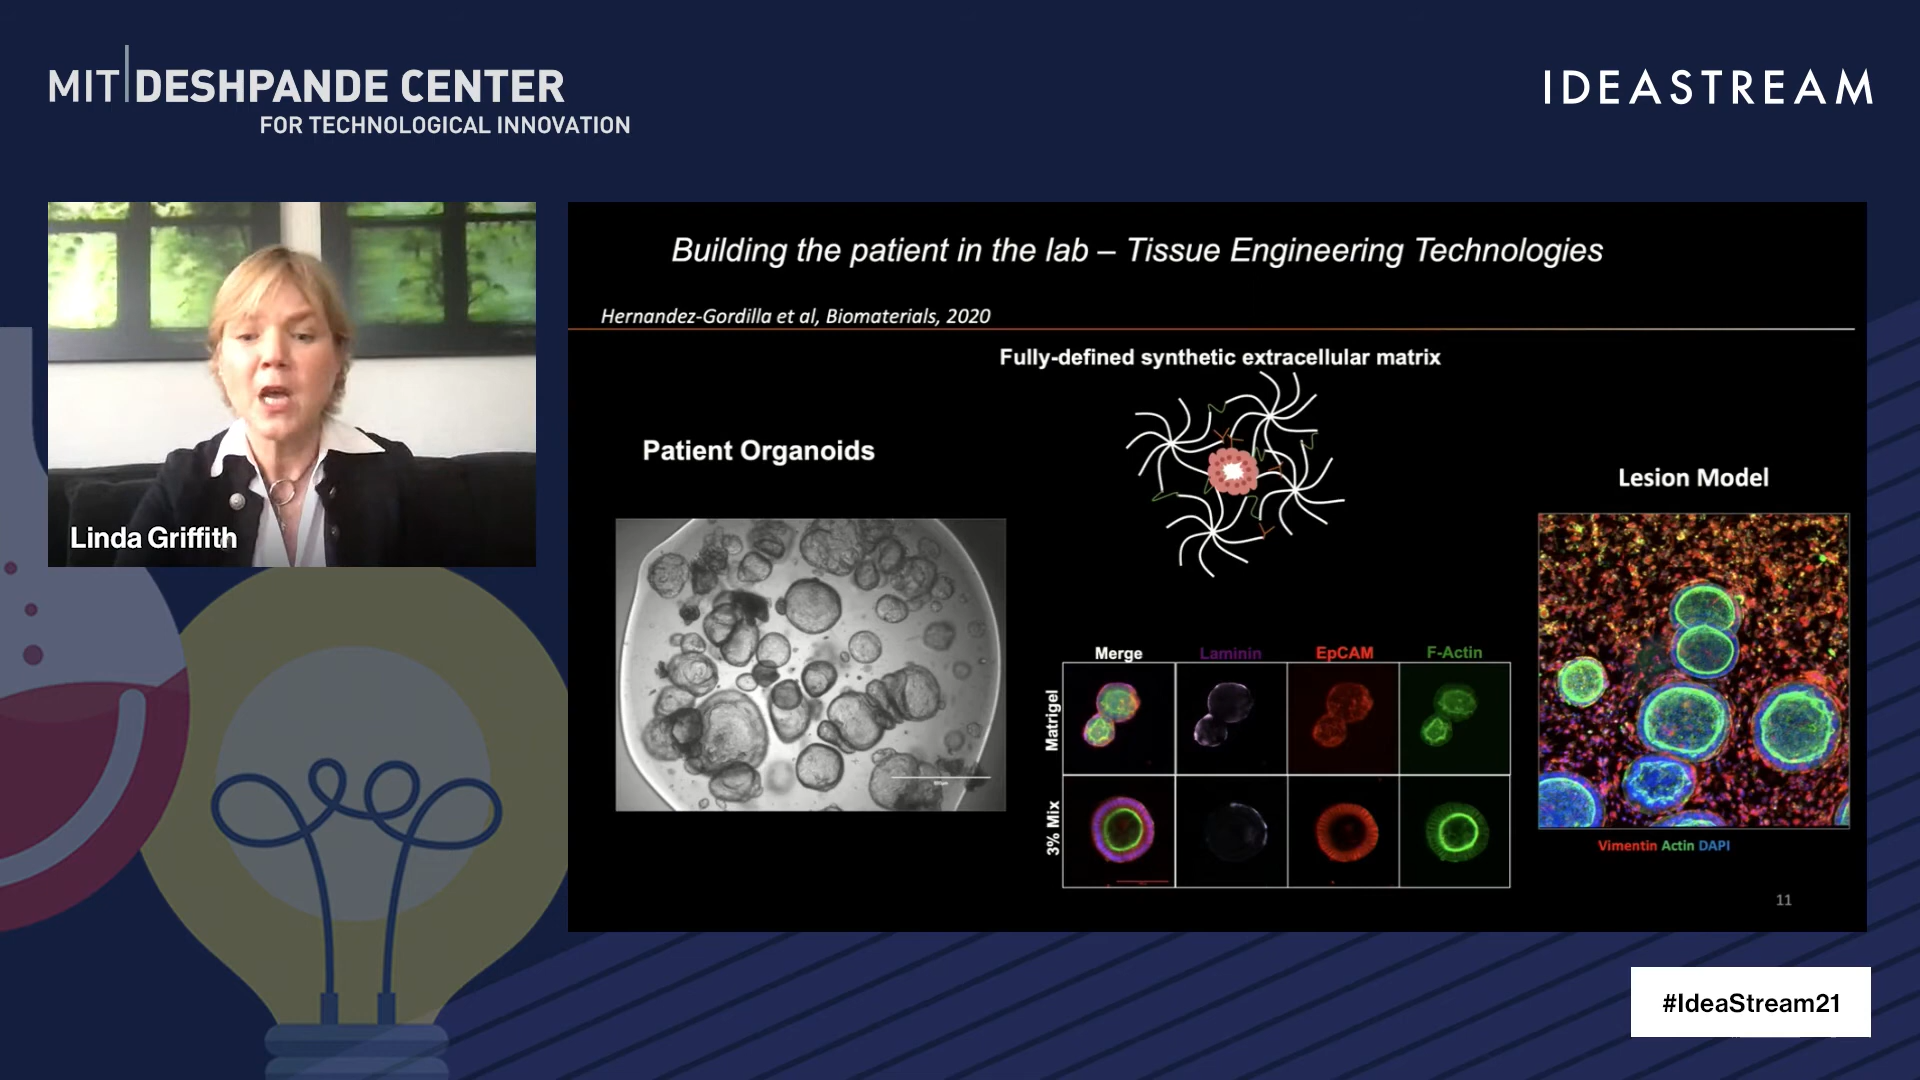 MIT DESHPANDE CENTER
FOR TECHNOLOGICAL INNOVATION
IDEASTREAM
Linda Griffith
Building the patient in the lab – Tissue Engineering Technologies
Hernandez-Gordilla et al, Biomaterials, 2020
Fully-defined synthetic extracellular matrix
Patient Organoids
Lesion Model
Merge Laminin EpCAM F-Actin
Matrigel
3% Mix
Vimentin Actin DAPI
11
#IdeaStream21